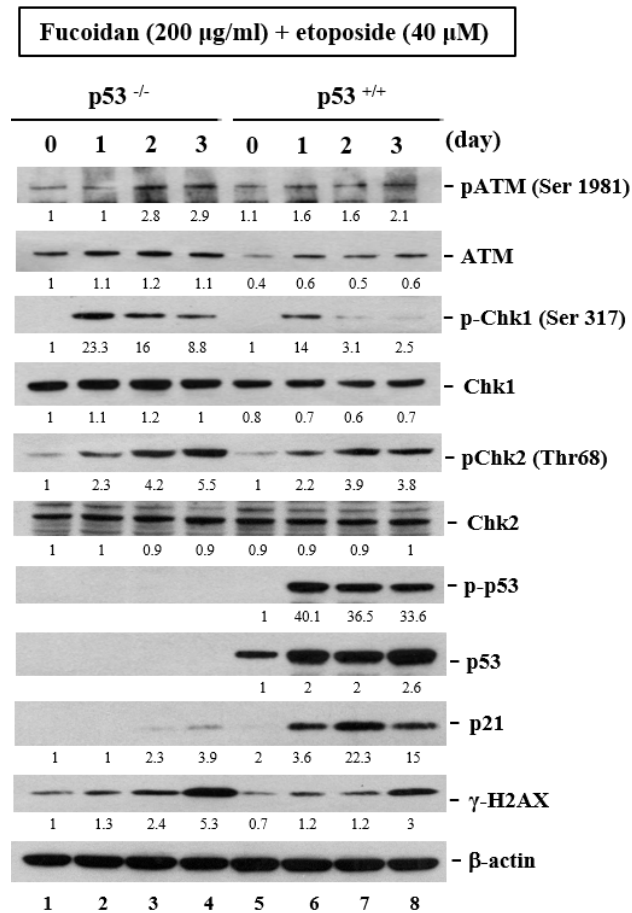 Fucoidan (200 µg/ml) + etoposide (40 µM)
p53 -/- p53 +/+
0 1 2 3 0 1 2 3 (day)
- pATM (Ser 1981)
1 1 2.8 2.9 1.1 1.6 1.6 2.1
- ATM
1 1.1 1.2 1.1 0.4 0.6 0.5 0.6
- p-Chk1 (Ser 317)
1 23.3 16 8.8 1 14 3.1 2.5
- Chk1
1 1.1 1.2 1 0.8 0.7 0.6 0.7
- pChk2 (Thr68)
1 2.3 4.2 5.5 1 2.2 3.9 3.8
- Chk2
1 1 0.9 0.9 0.9 0.9 0.9 1
- p-p53
1 40.1 36.5 33.6
- p53
1 2 2 2.6
- p21
1 1 2.3 3.9 2 3.6 22.3 15
- γ-H2AX
1 1.3 2.4 5.3 0.7 1.2 1.2 3
- β-actin
1 2 3 4 5 6 7 8